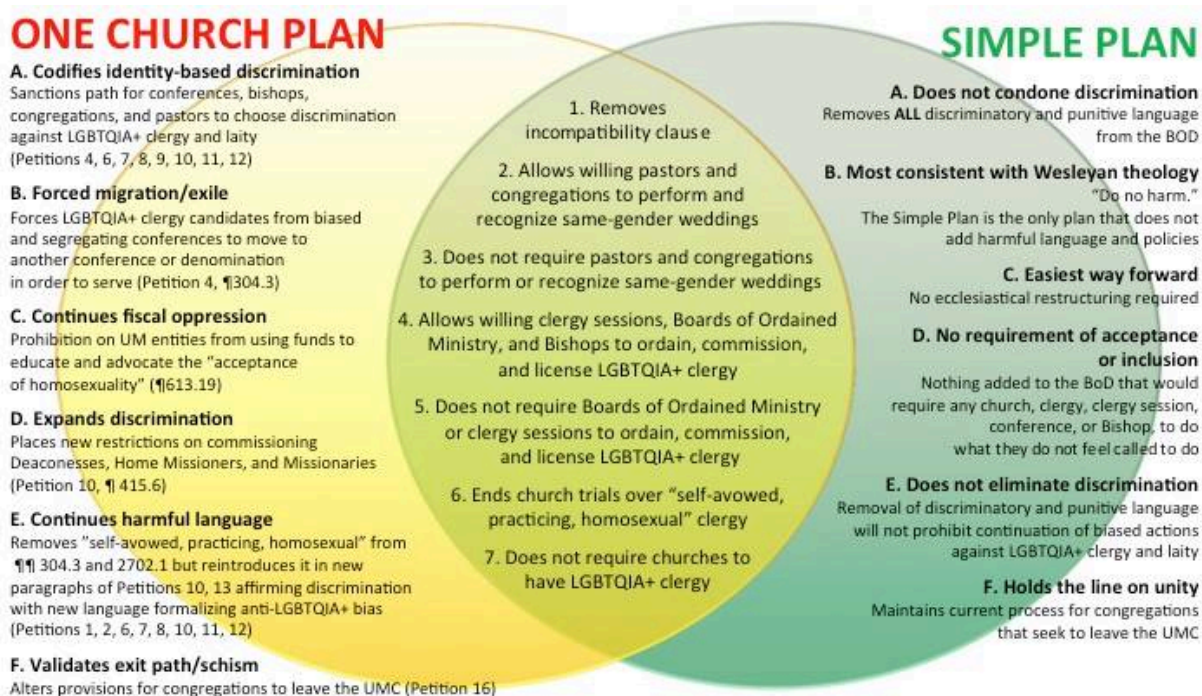 ONE CHURCH PLAN
A. Codifies identity-based discrimination
Sanctions path for conferences, bishops,
congregations, and pastors to choose discrimination
against LGBTQIA+ clergy and laity
(Petitions 4, 6, 7, 8, 9, 10, 11, 12)
B. Forced migration/exile
Forces LGBTQIA+ clergy candidates from biased
and segregating conferences to move to
another conference or denomination
in order to serve (Petition 4, ¶304.3)
C. Continues fiscal oppression
Prohibition on UM entities from using funds to
educate and advocate the "acceptance
of homosexuality" (¶613.19)
D. Expands discrimination
Places new restrictions on commissioning
Deaconesses, Home Missioners, and Missionaries
(Petition 10, ¶ 415.6)
E. Continues harmful language
Removes "self-avowed, practicing, homosexual" from
¶¶ 304.3 and 2702.1 but reintroduces it in new
paragraphs of Petitions 10, 13 affirming discrimination
with new language formalizing anti-LGBTQIA+ bias
(Petitions 1, 2, 6, 7, 8, 10, 11, 12)
F. Validates exit path/schism
Alters provisions for congregations to leave the UMC (Petition 16)
1. Removes
incompatibility clause
2. Allows willing pastors and
congregations to perform and
recognize same-gender weddings
3. Does not require pastors and congregations
to perform or recognize same-gender weddings
4. Allows willing clergy sessions, Boards of Ordained
Ministry, and Bishops to ordain, commission,
and license LGBTQIA+ clergy
5. Does not require Boards of Ordained Ministry
or clergy sessions to ordain, commission,
and license LGBTQIA+ clergy
6. Ends church trials over "self-avowed,
practicing, homosexual" clergy
7. Does not require churches to
have LGBTQIA+ clergy
SIMPLE PLAN
A. Does not condone discrimination
Removes ALL discriminatory and punitive language
from the BOD
B. Most consistent with Wesleyan theology
"Do no harm."
The Simple Plan is the only plan that does not
add harmful language and policies
C. Easiest way forward
No ecclesiastical restructuring required
D. No requirement of acceptance
or inclusion
Nothing added to the BoD that would
require any church, clergy, clergy session,
conference, or Bishop, to do
what they do not feel called to do
E. Does not eliminate discrimination
Removal of discriminatory and punitive language
will not prohibit continuation of biased actions
against LGBTQIA+ clergy and laity
F. Holds the line on unity
Maintains current process for congregations
that seek to leave the UMC